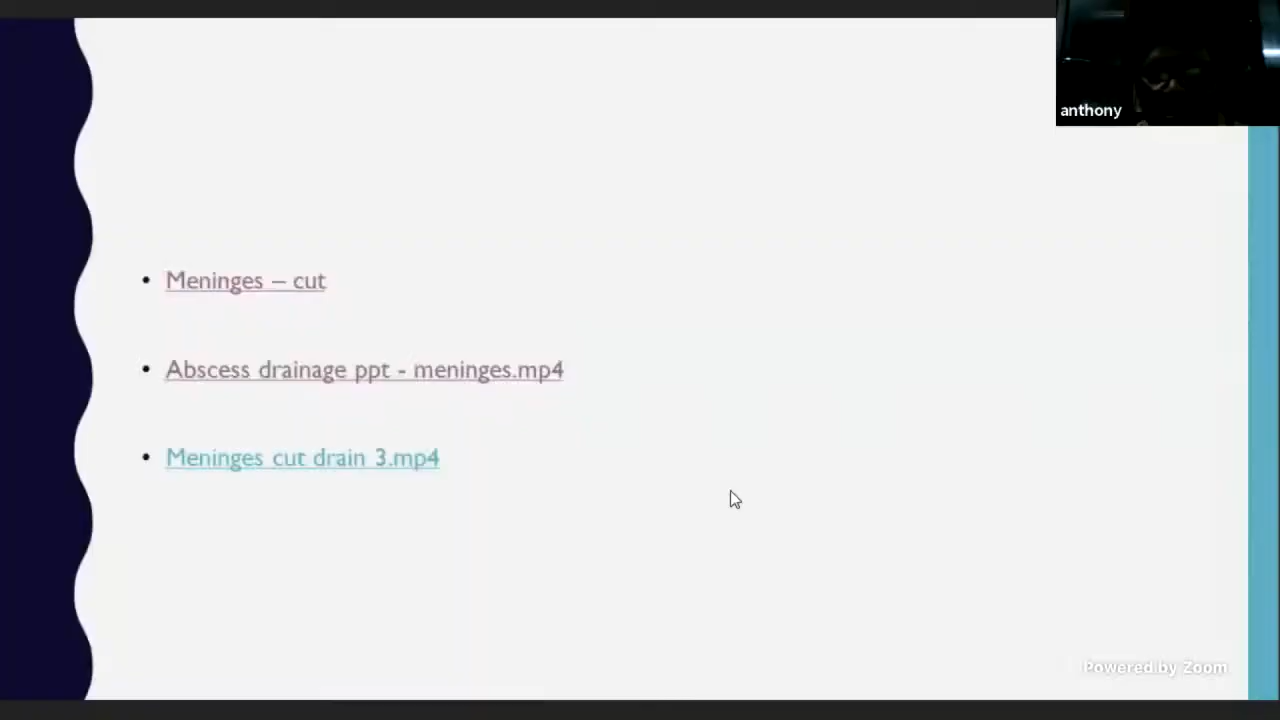 anthony
Meninges – cut
Abscess drainage ppt - meninges.mp4
Meninges cut drain 3.mp4
Powered by Zoom